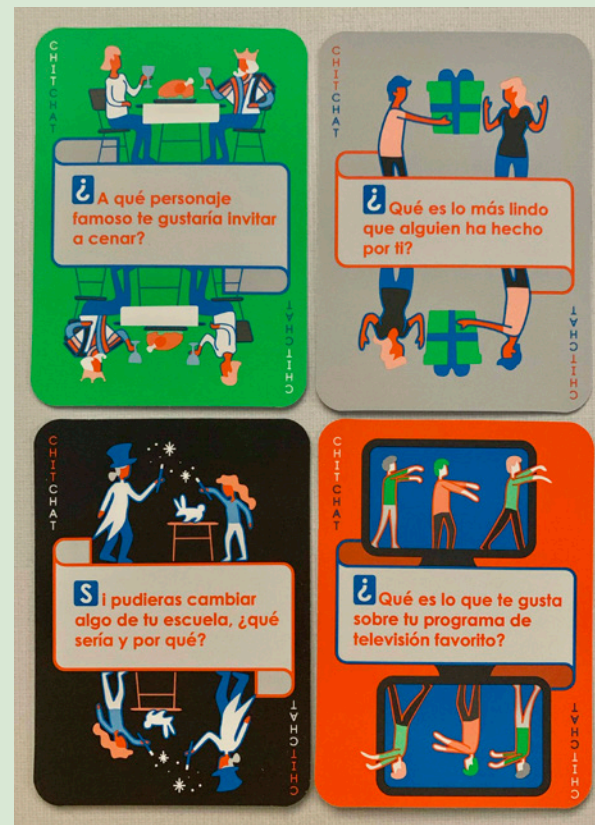 CHITCHAT
¿A qué personaje
famoso te gustaría invitar
a cenar?
CHITCHAT
CHITCHAT
¿Qué es lo más lindo
que alguien ha hecho
por ti?
CHITCHAT
CHITCHAT
Si pudieras cambiar
algo de tu escuela, ¿qué
sería y por qué?
CHITCHAT
CHITCHAT
¿Qué es lo que te gusta
sobre tu programa de
televisión favorito?
CHITCHAT